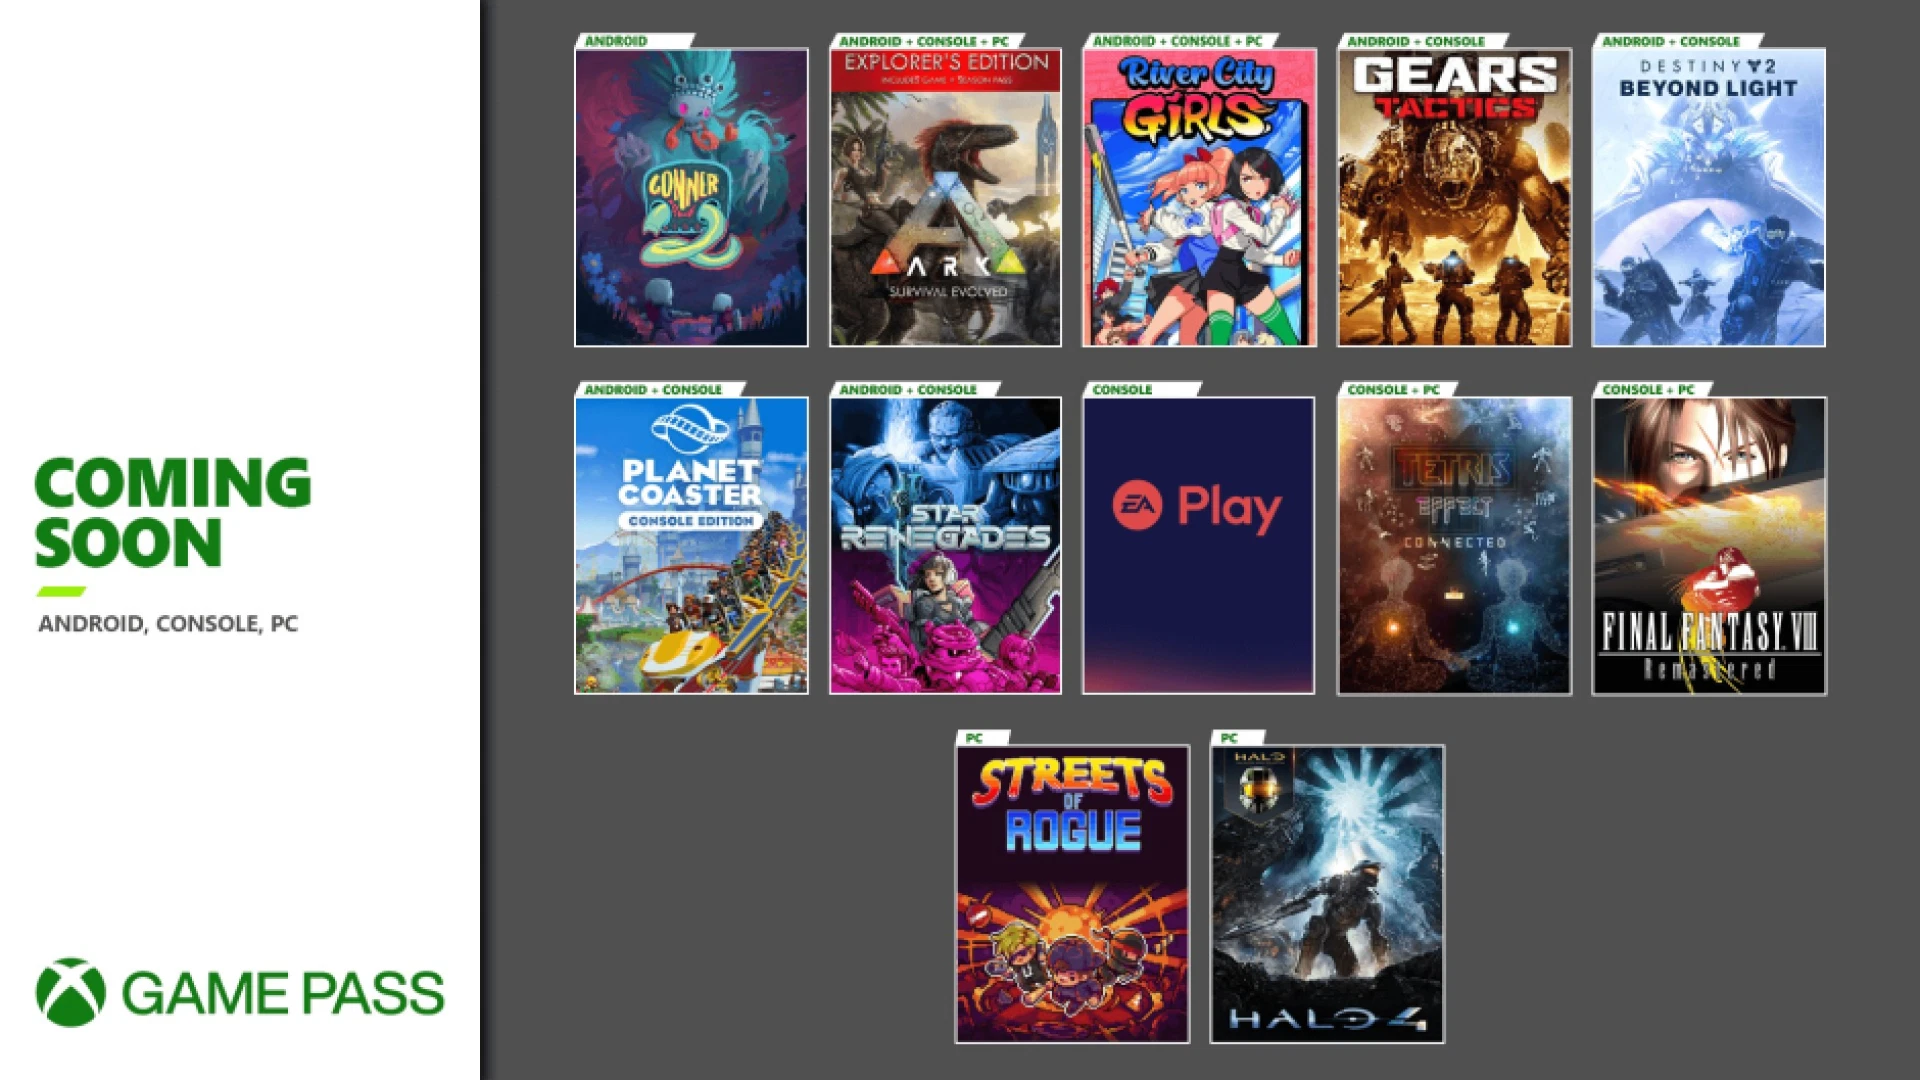 COMING
SOON
ANDROID, CONSOLE, PC
GAME PASS
ANDROID
ANDROID + CONSOLE + PC
ANDROID + CONSOLE + PC
ANDROID + CONSOLE
ANDROID + CONSOLE
GONNER
2
EXPLORER'S EDITION
INCLUDES GAME + SEASON PASS
ARK
SURVIVAL EVOLVED
River City
GiRLS
GEARS
TACTICS
DESTINY 2
BEYOND LIGHT
ANDROID + CONSOLE
ANDROID + CONSOLE
CONSOLE
CONSOLE + PC
CONSOLE + PC
PLANET
COASTER
CONSOLE EDITION
STAR
RENEGADES
EA Play
TETRIS
EFFECT
CONNECTED
FINAL FANTASY VIII
Remastered
PC
PC
STREETS
OF
ROGUE
HALO
HALO 4